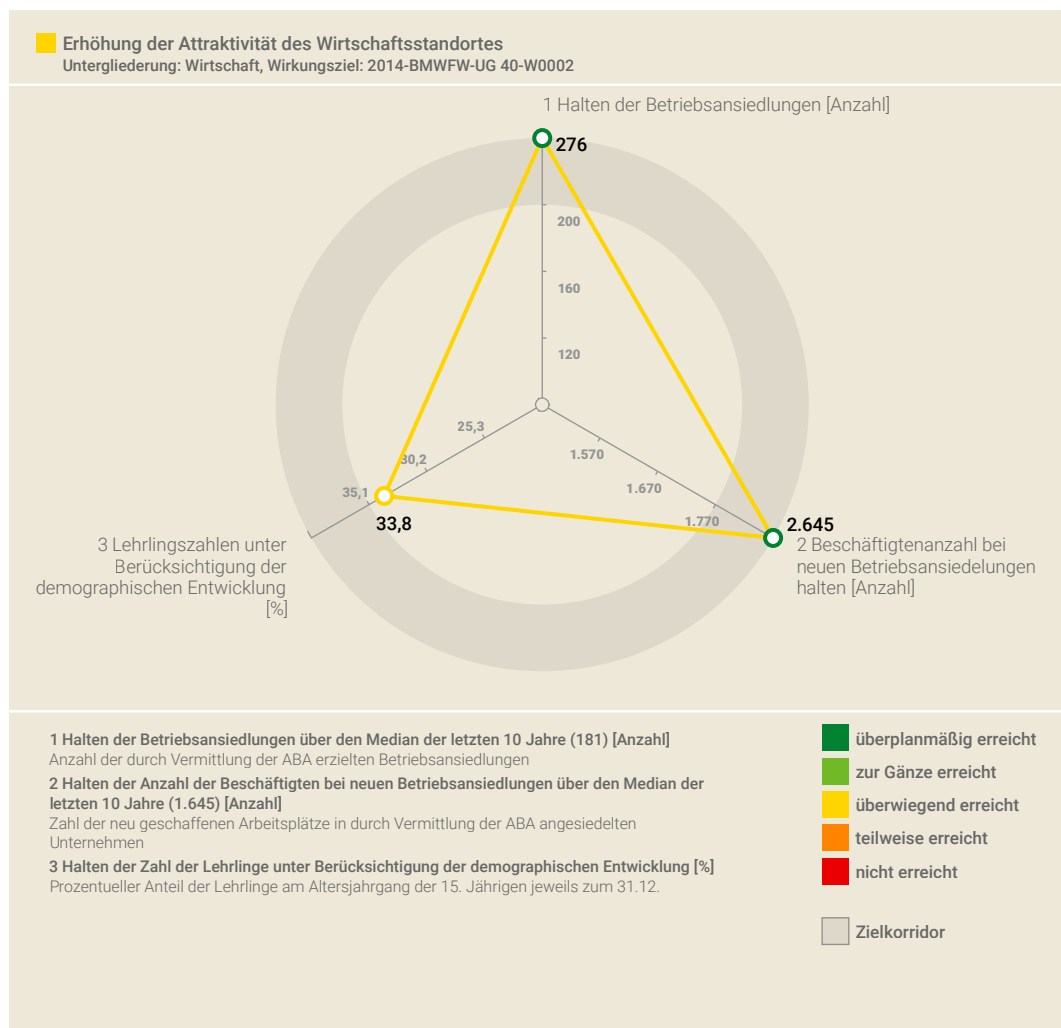 Erhöhung der Attraktivität des Wirtschaftsstandortes
Untergliederung: Wirtschaft, Wirkungsziel: 2014-BMWFW-UG 40-W0002
1 Halten der Betriebsansiedlungen [Anzahl]
276
200
160
120
25,3
30,2
35,1
33,8
1.570
1.670
1.770
2.645
3 Lehrlingszahlen unter
Berücksichtigung der
demographischen Entwicklung
[%]
2 Beschäftigtenanzahl bei
neuen Betriebsansiedelungen
halten [Anzahl]
1 Halten der Betriebsansiedlungen über den Median der letzten 10 Jahre (181) [Anzahl]
Anzahl der durch Vermittlung der ABA erzielten Betriebsansiedlungen
2 Halten der Anzahl der Beschäftigten bei neuen Betriebsansiedlungen über den Median der
letzten 10 Jahre (1.645) [Anzahl]
Zahl der neu geschaffenen Arbeitsplätze in durch Vermittlung der ABA angesiedelten
Unternehmen
3 Halten der Zahl der Lehrlinge unter Berücksichtigung der demographischen Entwicklung [%]
Prozentueller Anteil der Lehrlinge am Altersjahrgang der 15. Jährigen jeweils zum 31.12.
überplanmäßig erreicht
zur Gänze erreicht
überwiegend erreicht
teilweise erreicht
nicht erreicht
Zielkorridor